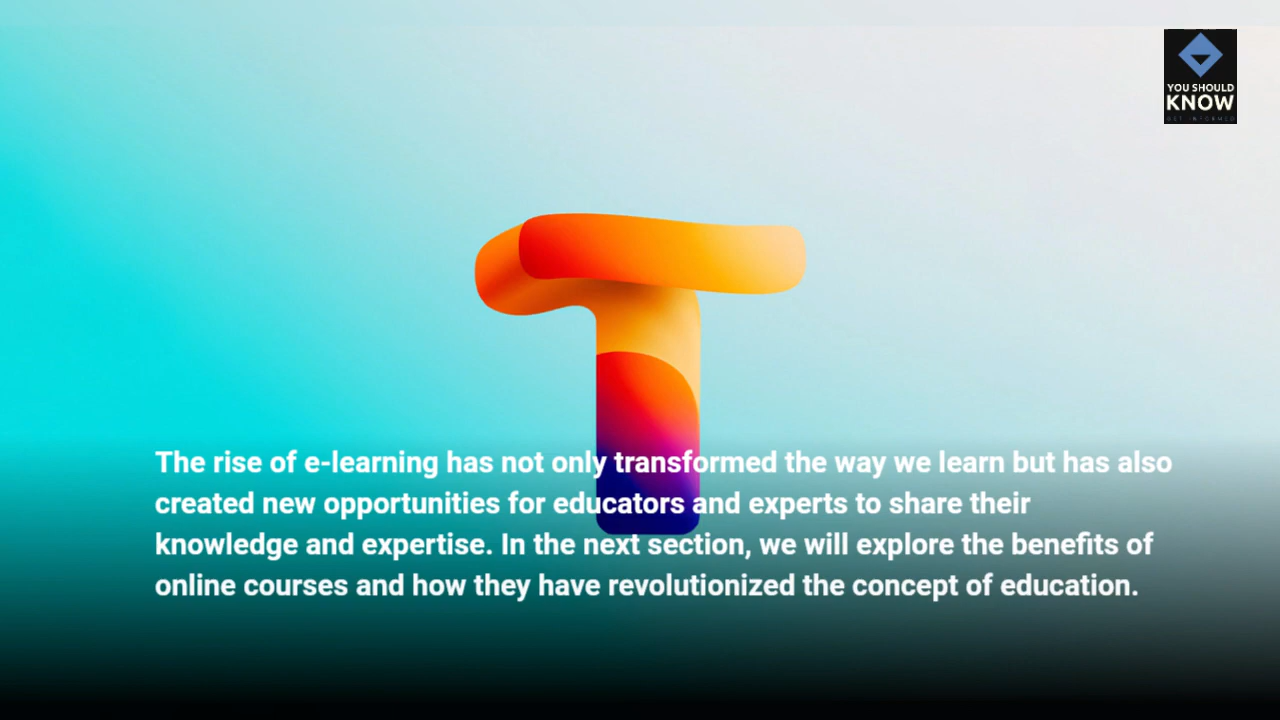 YOU SHOULD
KNOW
GET INFORMED
T
The rise of e-learning has not only transformed the way we learn but has also
created new opportunities for educators and experts to share their
knowledge and expertise. In the next section, we will explore the benefits of
online courses and how they have revolutionized the concept of education.